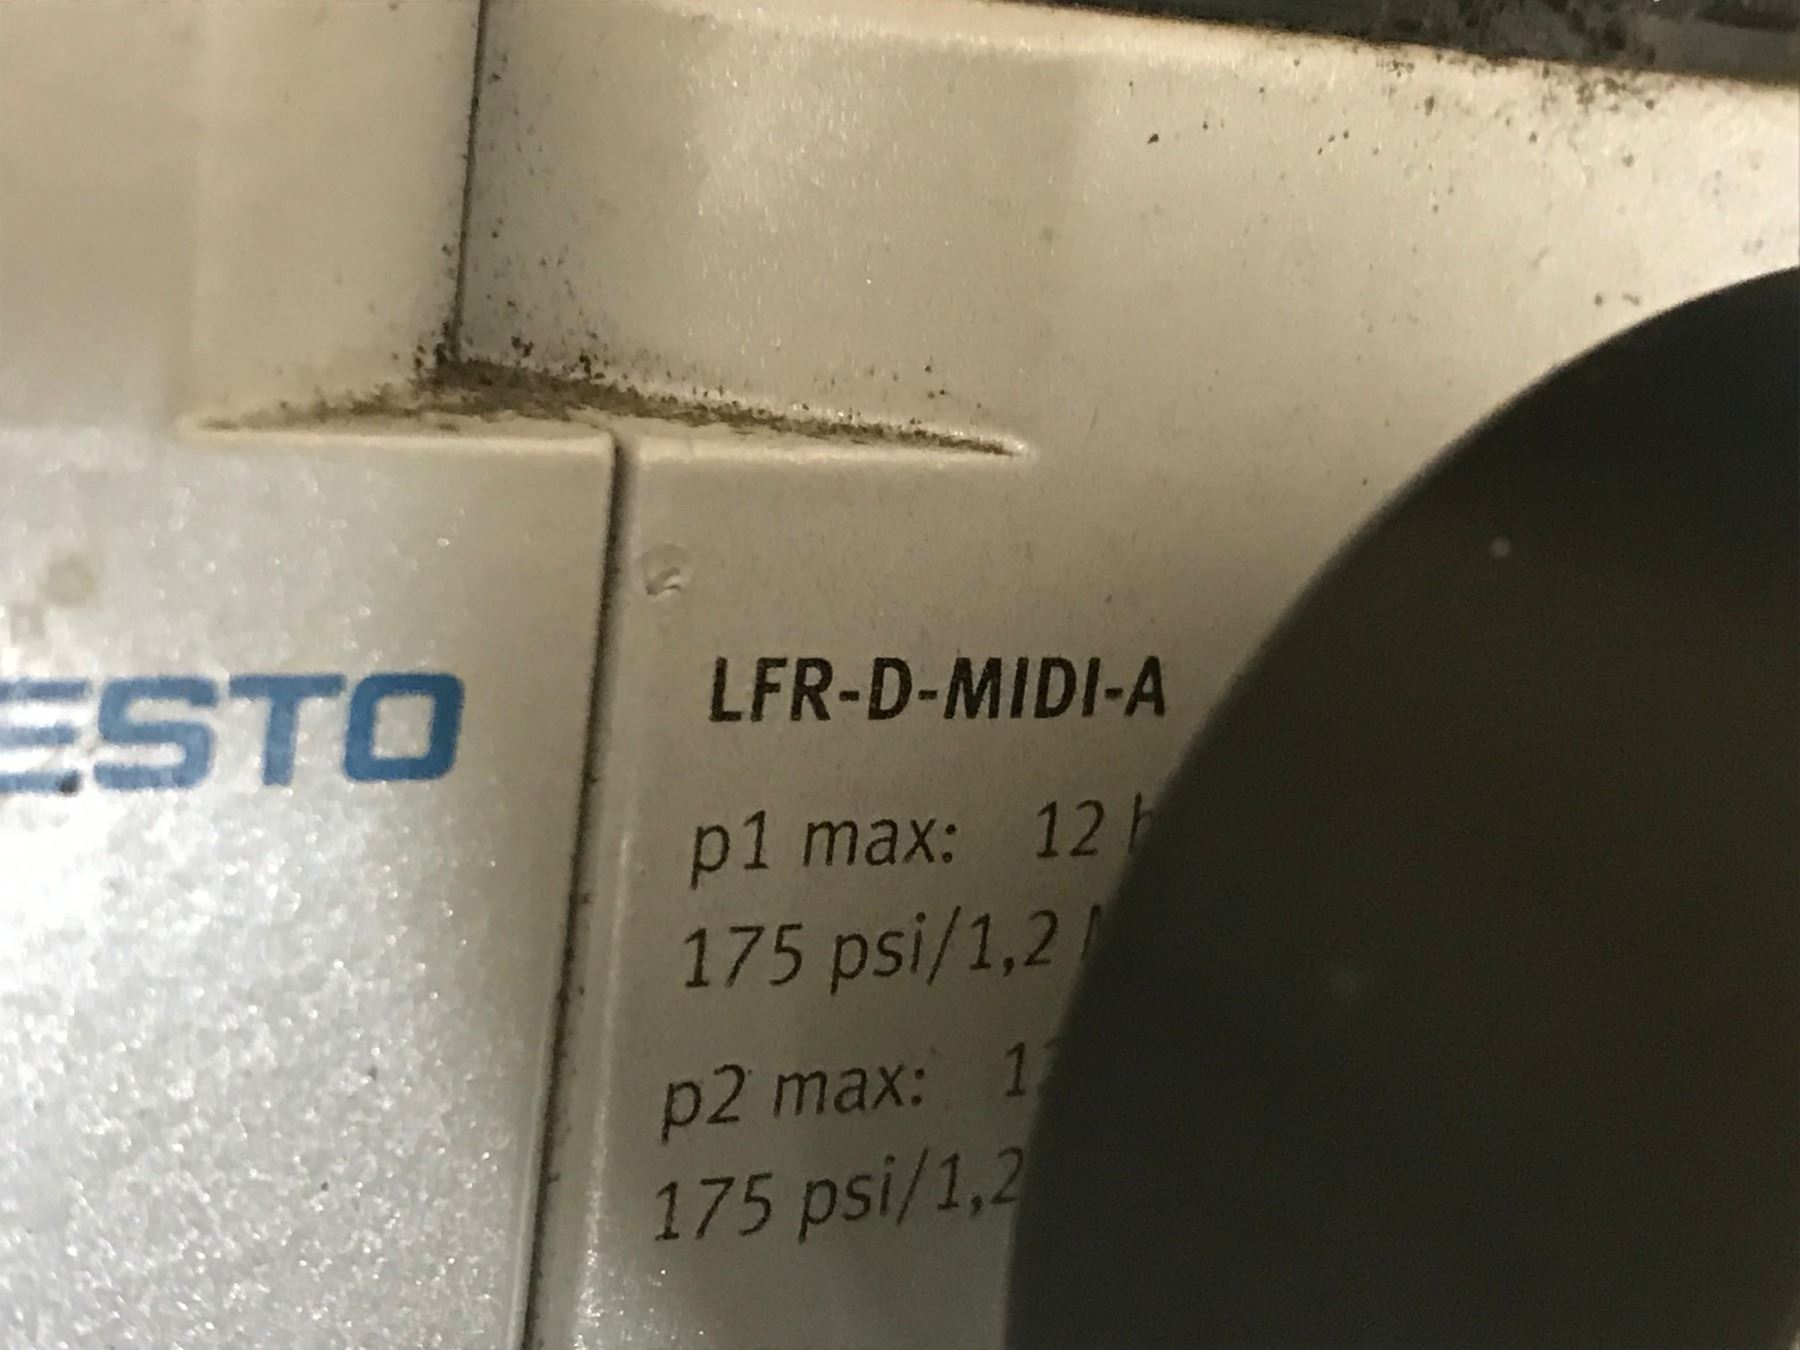 ESTO
LFR-D-MIDI-A
p1 max: 12
175 psi/1,2
p2 max:
175 psi/1,2